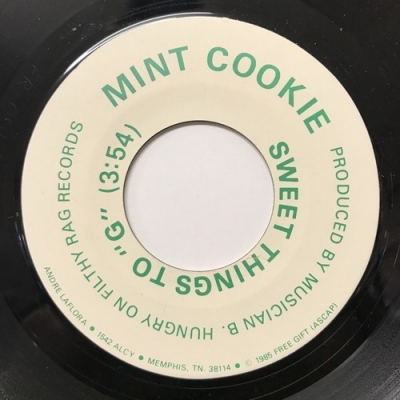 MINT COOKIE
SWEET THINGS TO "G" (3:54)
PRODUCED BY MUSICIAN B. HUNGRY ON FILTHY RAG RECORDS
ANDRE LAFLORA • 1542 ALCY • MEMPHIS, TN. 38114 • © 1985 FREE GIFT (ASCAP)